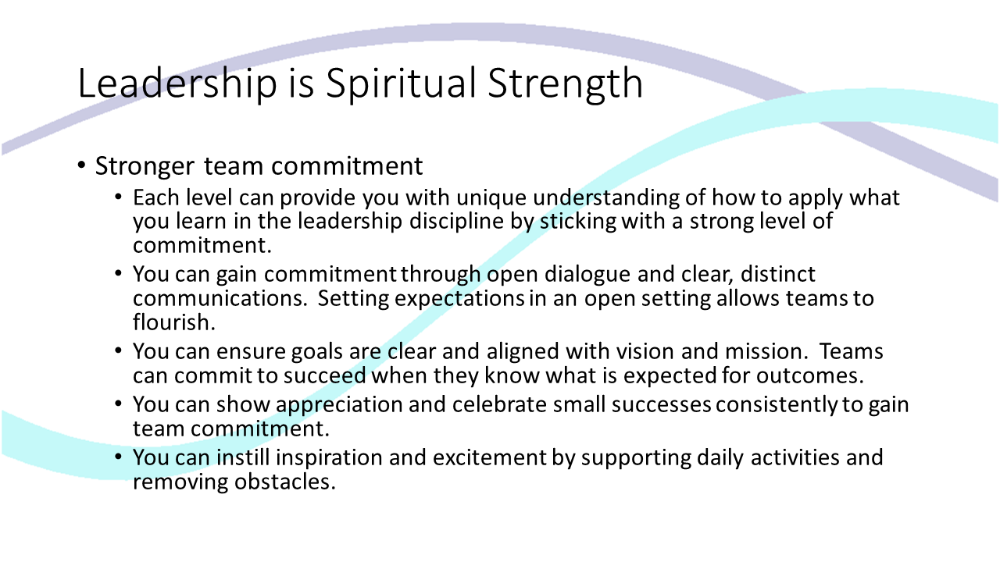 Leadership is Spiritual Strength
• Stronger team commitment
• Each level can provide you with unique understanding of how to apply what
you learn in the leadership discipline by sticking with a strong level of
commitment.
• You can gain commitment through open dialogue and clear, distinct
communications.  Setting expectations in an open setting allows teams to
flourish.
• You can ensure goals are clear and aligned with vision and mission.  Teams
can commit to succeed when they know what is expected for outcomes.
• You can show appreciation and celebrate small successes consistently to gain
team commitment.
• You can instill inspiration and excitement by supporting daily activities and
removing obstacles.